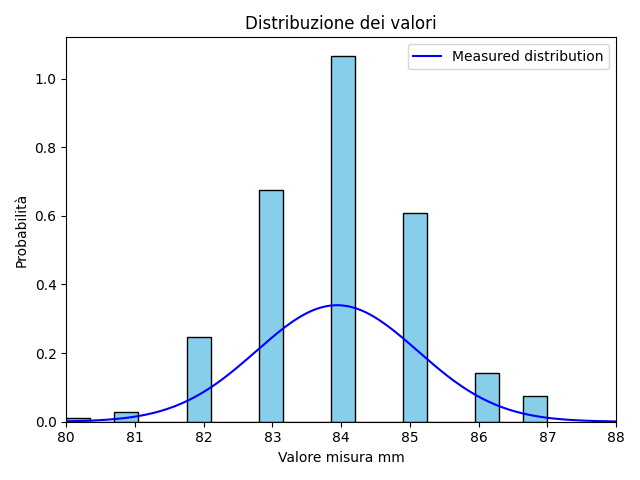 Distribuzione dei valori
Measured distribution
Probabilità
1.0
0.8
0.6
0.4
0.2
0.0
80 81 82 83 84 85 86 87 88
Valore misura mm